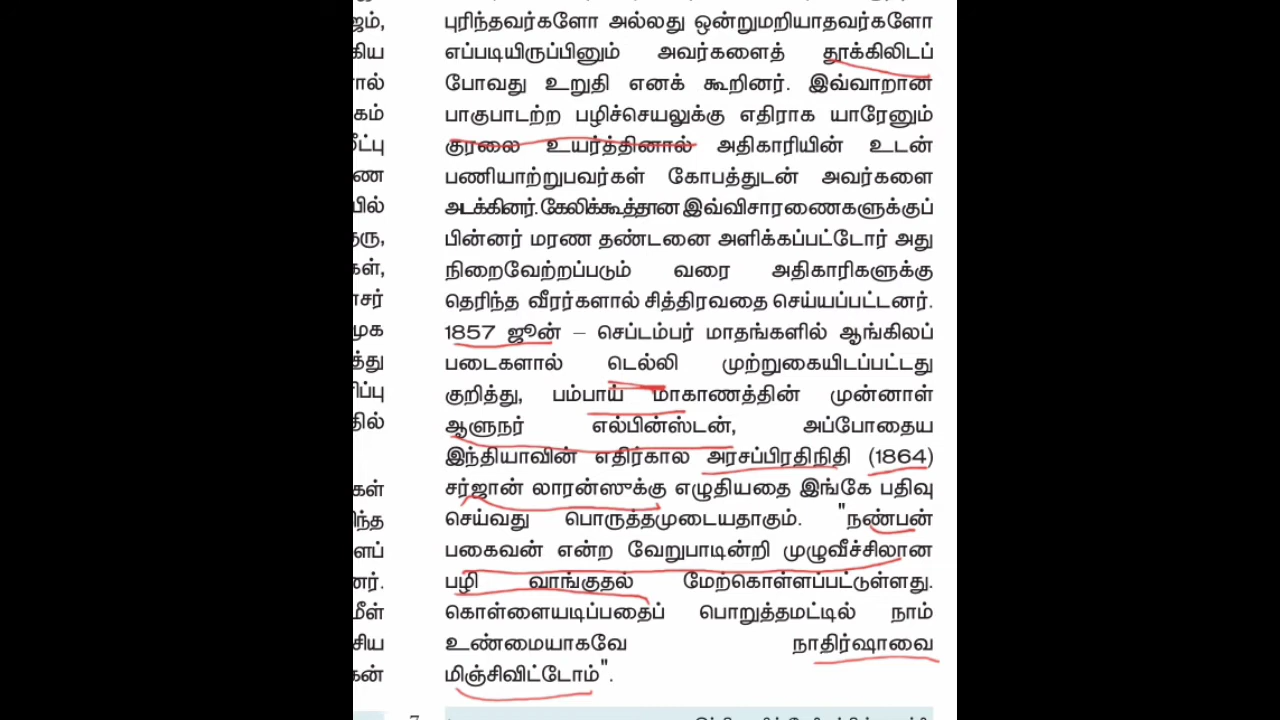 புரிந்தவர்களோ அல்லது ஒன்றுமறியாதவர்களோ
எப்படியிருப்பினும் அவர்களைத் தூக்கிலிடப்
போவது உறுதி எனக் கூறினர். இவ்வாறான
பாகுபாடற்ற பழிச்செயலுக்கு எதிராக யாரேனும்
குரலை உயர்த்தினால் அதிகாரியின் உடன்
பணியாற்றுபவர்கள் கோபத்துடன் அவர்களை
அடக்கினர். கேலிக்கூத்தான இவ்விசாரணைகளுக்குப்
பின்னர் மரண தண்டனை அளிக்கப்பட்டோர் அது
நிறைவேற்றப்படும் வரை அதிகாரிகளுக்கு
தெரிந்த வீரர்களால் சித்திரவதை செய்யப்பட்டனர்.
1857 ஜூன் – செப்டம்பர் மாதங்களில் ஆங்கிலப்
படைகளால் டெல்லி முற்றுகையிடப்பட்டது
குறித்து, பம்பாய் மாகாணத்தின் முன்னாள்
ஆளுநர் எல்பின்ஸ்டன், அப்போதைய
இந்தியாவின் எதிர்கால அரசப்பிரதிநிதி (1864)
சர்ஜான் லாரன்ஸுக்கு எழுதியதை இங்கே பதிவு
செய்வது பொருத்தமுடையதாகும். "நண்பன்
பகைவன் என்ற வேறுபாடின்றி முழுவீச்சிலான
பழி வாங்குதல் மேற்கொள்ளப்பட்டுள்ளது.
கொள்ளையடிப்பதைப் பொறுத்தமட்டில் நாம்
உண்மையாகவே நாதிர்ஷாவை
மிஞ்சிவிட்டோம்".